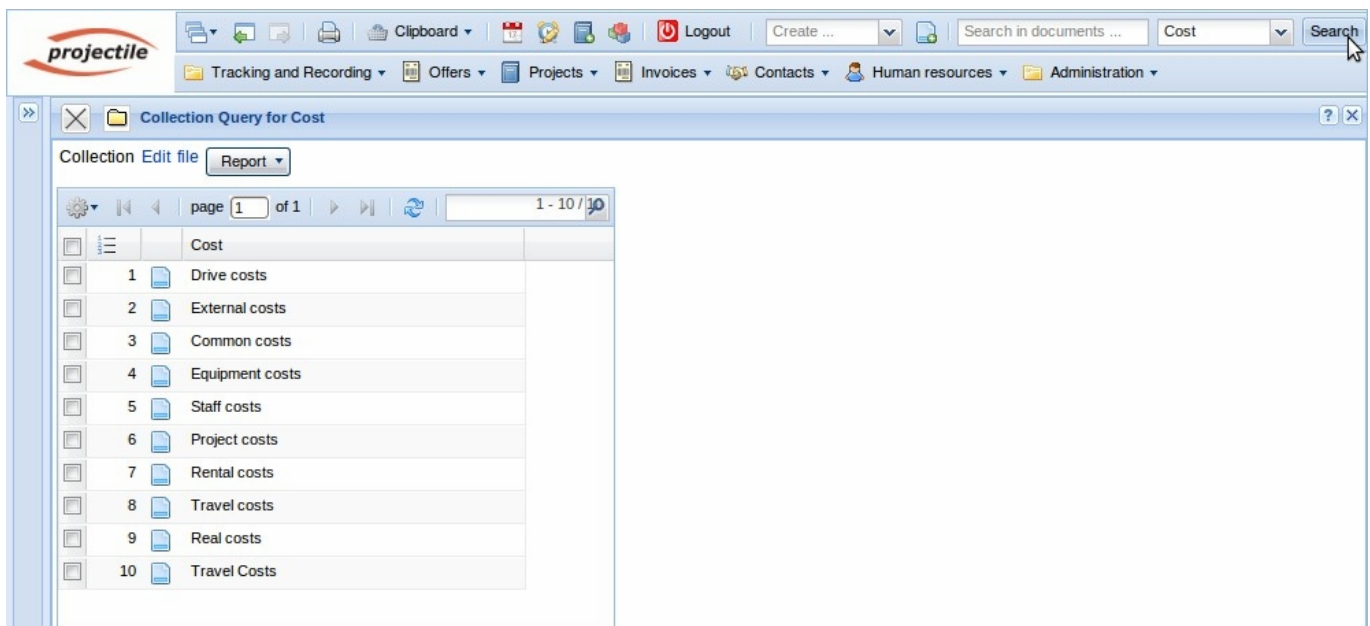 projectile
Clipboard Logout Create ... Search in documents ... Cost Search
Tracking and Recording Offers Projects Invoices Contacts Human resources Administration
Collection Query for Cost
Collection Edit file Report
page 1 of 1 1 - 10 / 10
Cost
1 Drive costs
2 External costs
3 Common costs
4 Equipment costs
5 Staff costs
6 Project costs
7 Rental costs
8 Travel costs
9 Real costs
10 Travel Costs